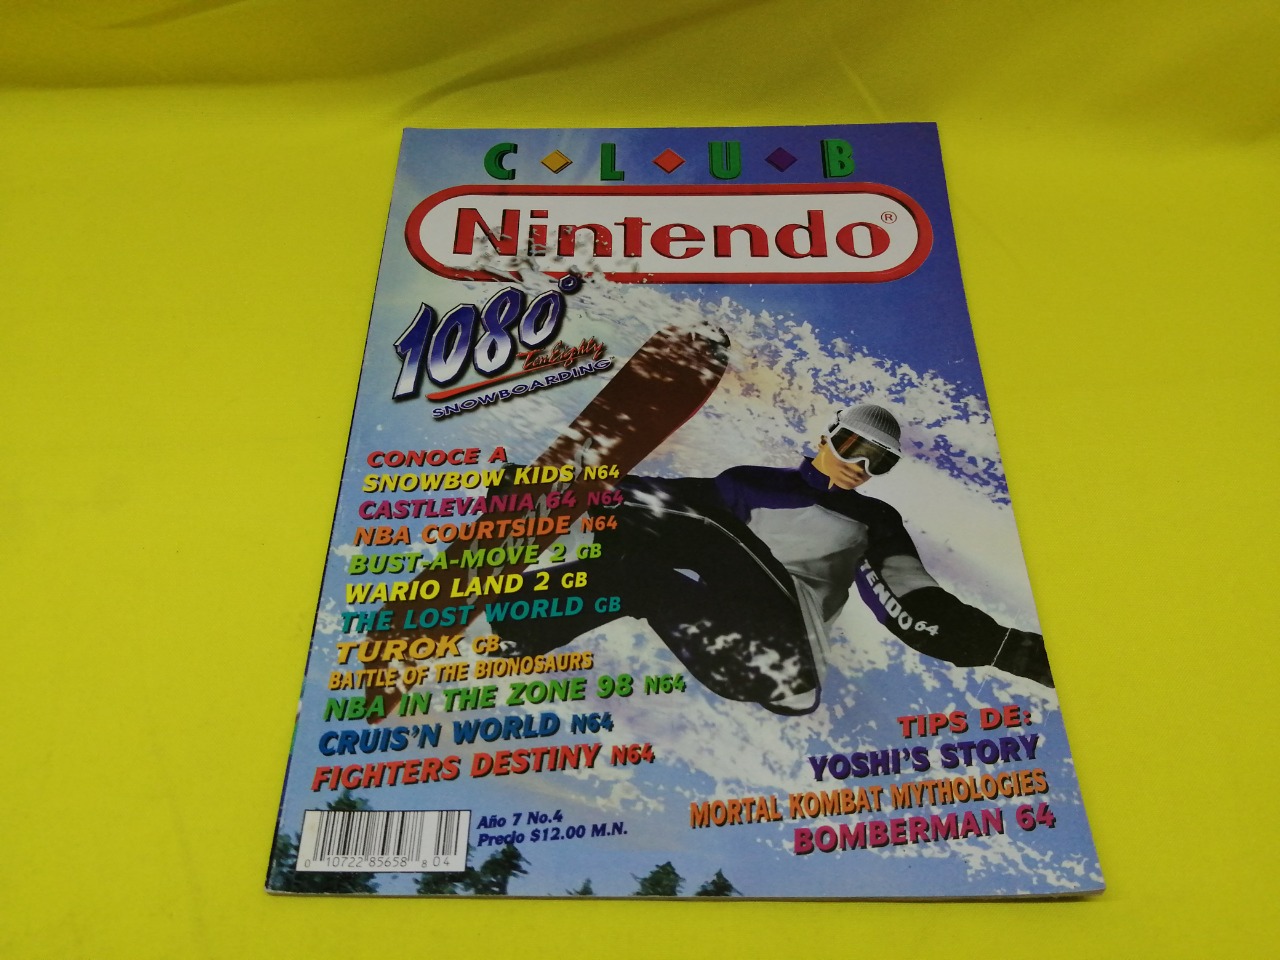 CLUB
Nintendo®
1080°
TenEighty
SNOWBOARDING™
CONOCE A
SNOWBOW KIDS N64
CASTLEVANIA 64 N64
NBA COURTSIDE N64
BUST-A-MOVE 2 GB
WARIO LAND 2 GB
THE LOST WORLD GB
TUROK GB
BATTLE OF THE BIONOSAURS
NBA IN THE ZONE 98 N64
CRUIS'N WORLD N64
FIGHTERS DESTINY N64
TENDO 64
TIPS DE:
YOSHI'S STORY
MORTAL KOMBAT MYTHOLOGIES
BOMBERMAN 64
Año 7 No.4
Precio $12.00 M.N.
0 10722 85658 8 04